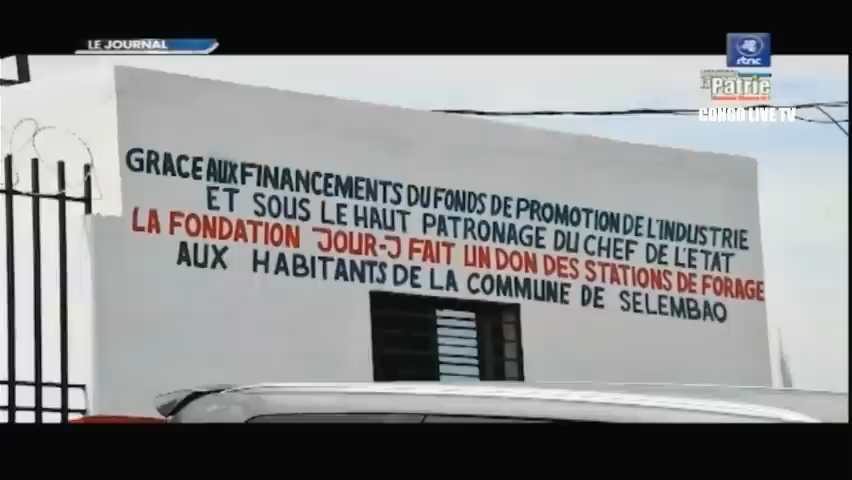 LE JOURNAL
rtnc
Patrie
CONGO LIVE TV
GRACE AUX FINANCEMENTS DU FONDS DE PROMOTION DE L'INDUSTRIE
ET SOUS LE HAUT PATRONAGE DU CHEF DE L'ETAT
LA FONDATION JOUR-J FAIT UN DON DES STATIONS DE FORAGE
AUX HABITANTS DE LA COMMUNE DE SELEMBAO